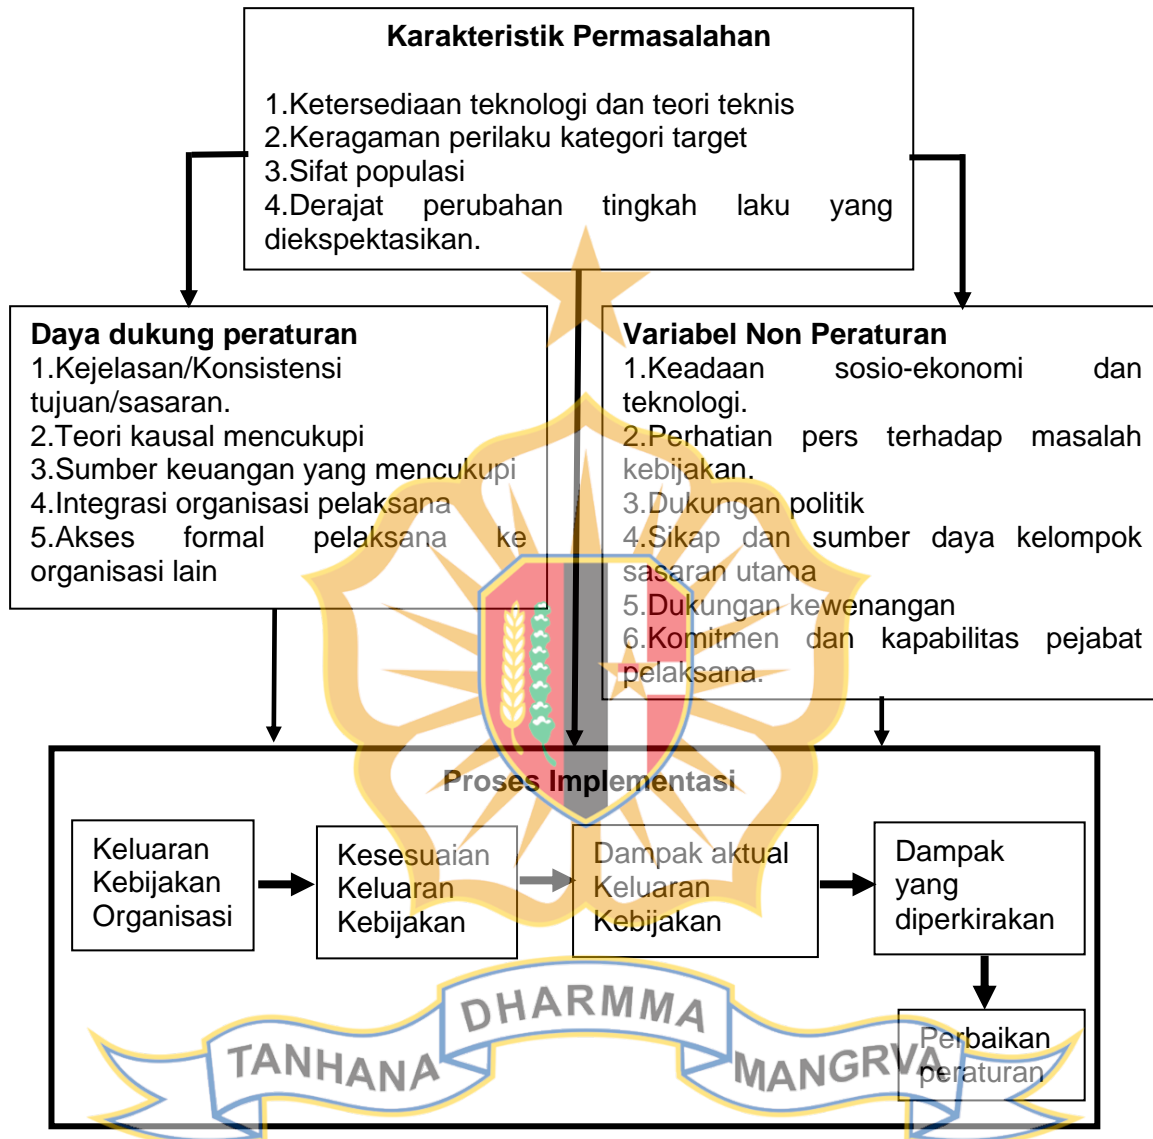 Karakteristik Permasalahan
1.Ketersediaan teknologi dan teori teknis
2.Keragaman perilaku kategori target
3.Sifat populasi
4.Derajat perubahan tingkah laku yang
diekspektasikan.
Daya dukung peraturan
1.Kejelasan/Konsistensi
tujuan/sasaran.
2.Teori kausal mencukupi
3.Sumber keuangan yang mencukupi
4.Integrasi organisasi pelaksana
5.Akses formal pelaksana ke
organisasi lain
Variabel Non Peraturan
1.Keadaan sosio-ekonomi dan
teknologi.
2.Perhatian pers terhadap masalah
kebijakan.
3.Dukungan politik
4.Sikap dan sumber daya kelompok
sasaran utama
5.Dukungan kewenangan
6.Komitmen dan kapabilitas pejabat
pelaksana.
Proses Implementasi
Keluaran
Kebijakan
Organisasi
Kesesuaian
Keluaran
Kebijakan
Dampak aktual
Keluaran
Kebijakan
Dampak
yang
diperkirakan
Perbaikan
peraturan
TANHANA DHARMMA MANGRVA